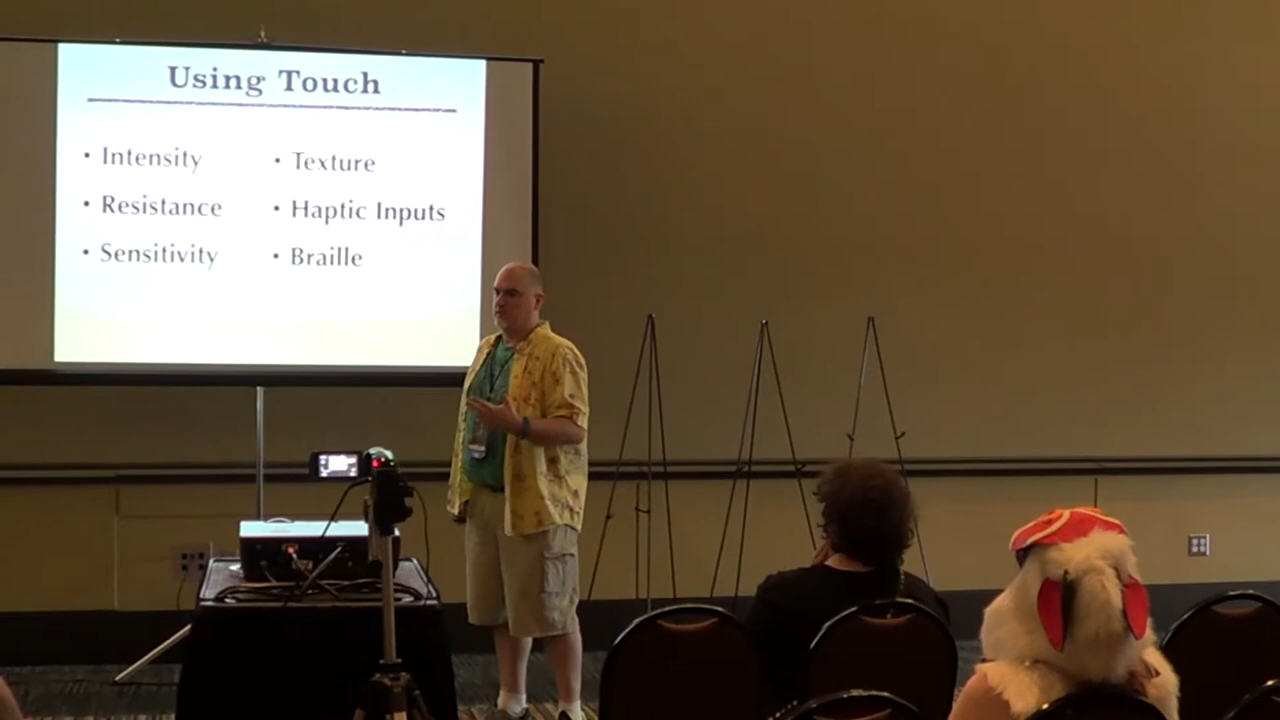 Using Touch
• Intensity
• Resistance
• Sensitivity
• Texture
• Haptic Inputs
• Braille